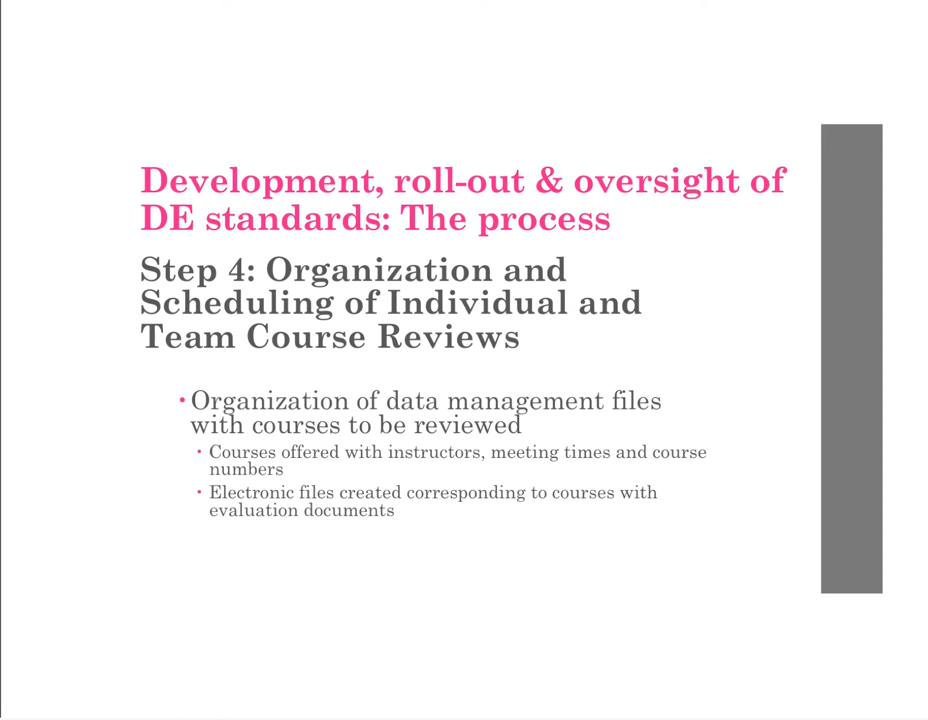 Development, roll-out & oversight of
DE standards: The process
Step 4: Organization and
Scheduling of Individual and
Team Course Reviews
• Organization of data management files
with courses to be reviewed
• Courses offered with instructors, meeting times and course
numbers
• Electronic files created corresponding to courses with
evaluation documents